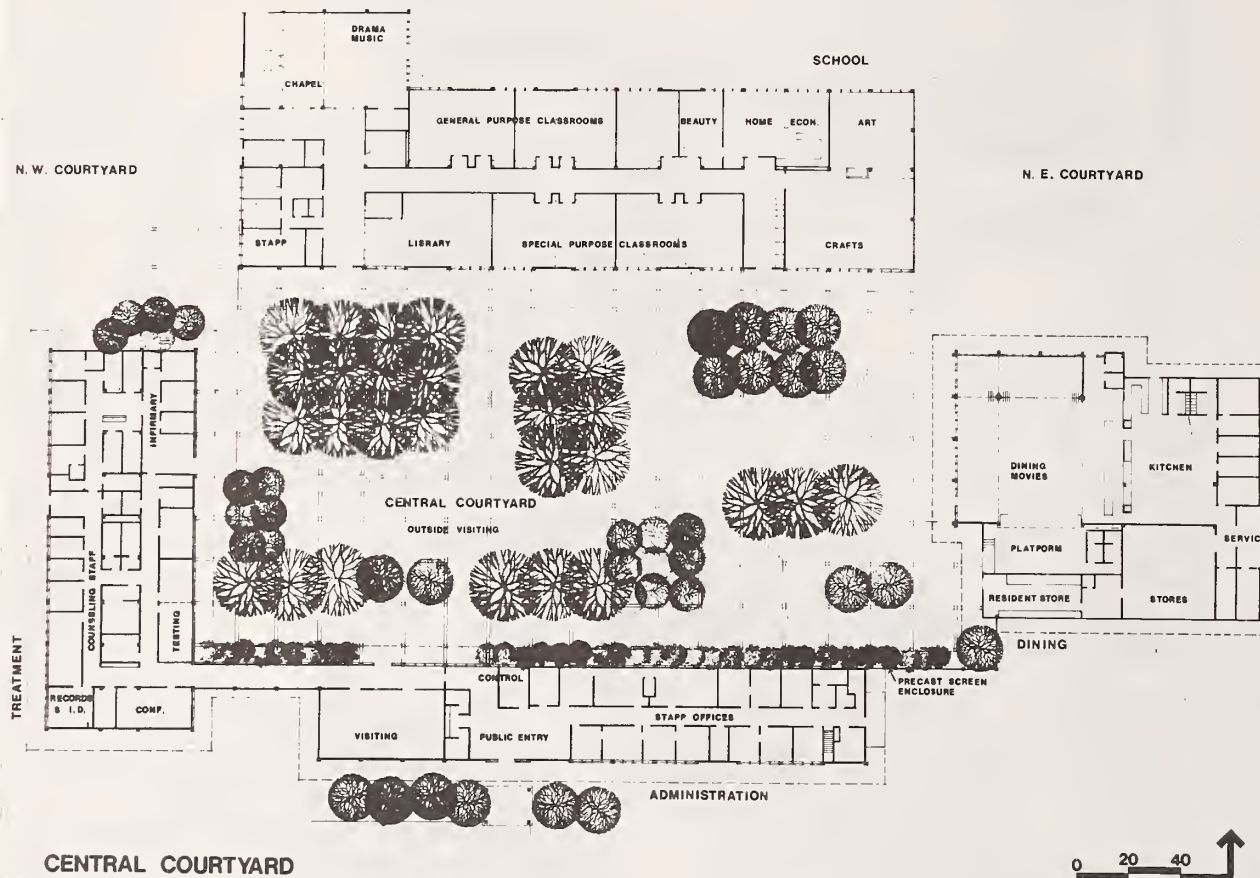 DRAMA
MUSIC
SCHOOL
CHAPEL
GENERAL PURPOSE CLASSROOMS
BEAUTY
HOME ECON.
ART
N. W. COURTYARD
N. E. COURTYARD
STAFF
LIBRARY
SPECIAL PURPOSE CLASSROOMS
CRAFTS
INFIRMARY
DINING
MOVIES
KITCHEN
CENTRAL COURTYARD
OUTSIDE VISITING
COUNSELING STAFF
TESTING
PLATFORM
SERVIC
RESIDENT STORE
STORES
TREATMENT
DINING
CONTROL
PRECAST SCREEN
ENCLOSURE
RECORDS
& I.D.
CONF.
STAFF OFFICES
VISITING
PUBLIC ENTRY
ADMINISTRATION
CENTRAL COURTYARD
0 20 40